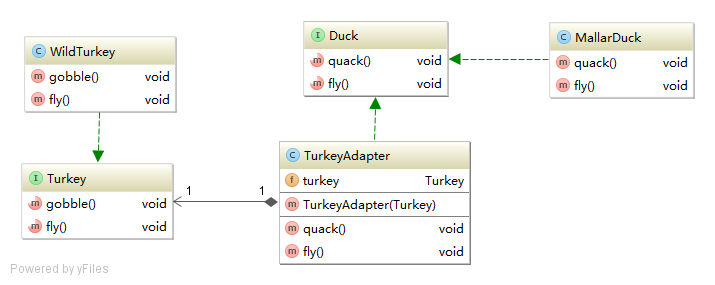 WildTurkey
gobble() void
fly() void
Duck
quack() void
fly() void
MallarDuck
quack() void
fly() void
Turkey
gobble() void
fly() void
1 1
TurkeyAdapter
turkey Turkey
TurkeyAdapter(Turkey)
quack() void
fly() void
Powered by yFiles